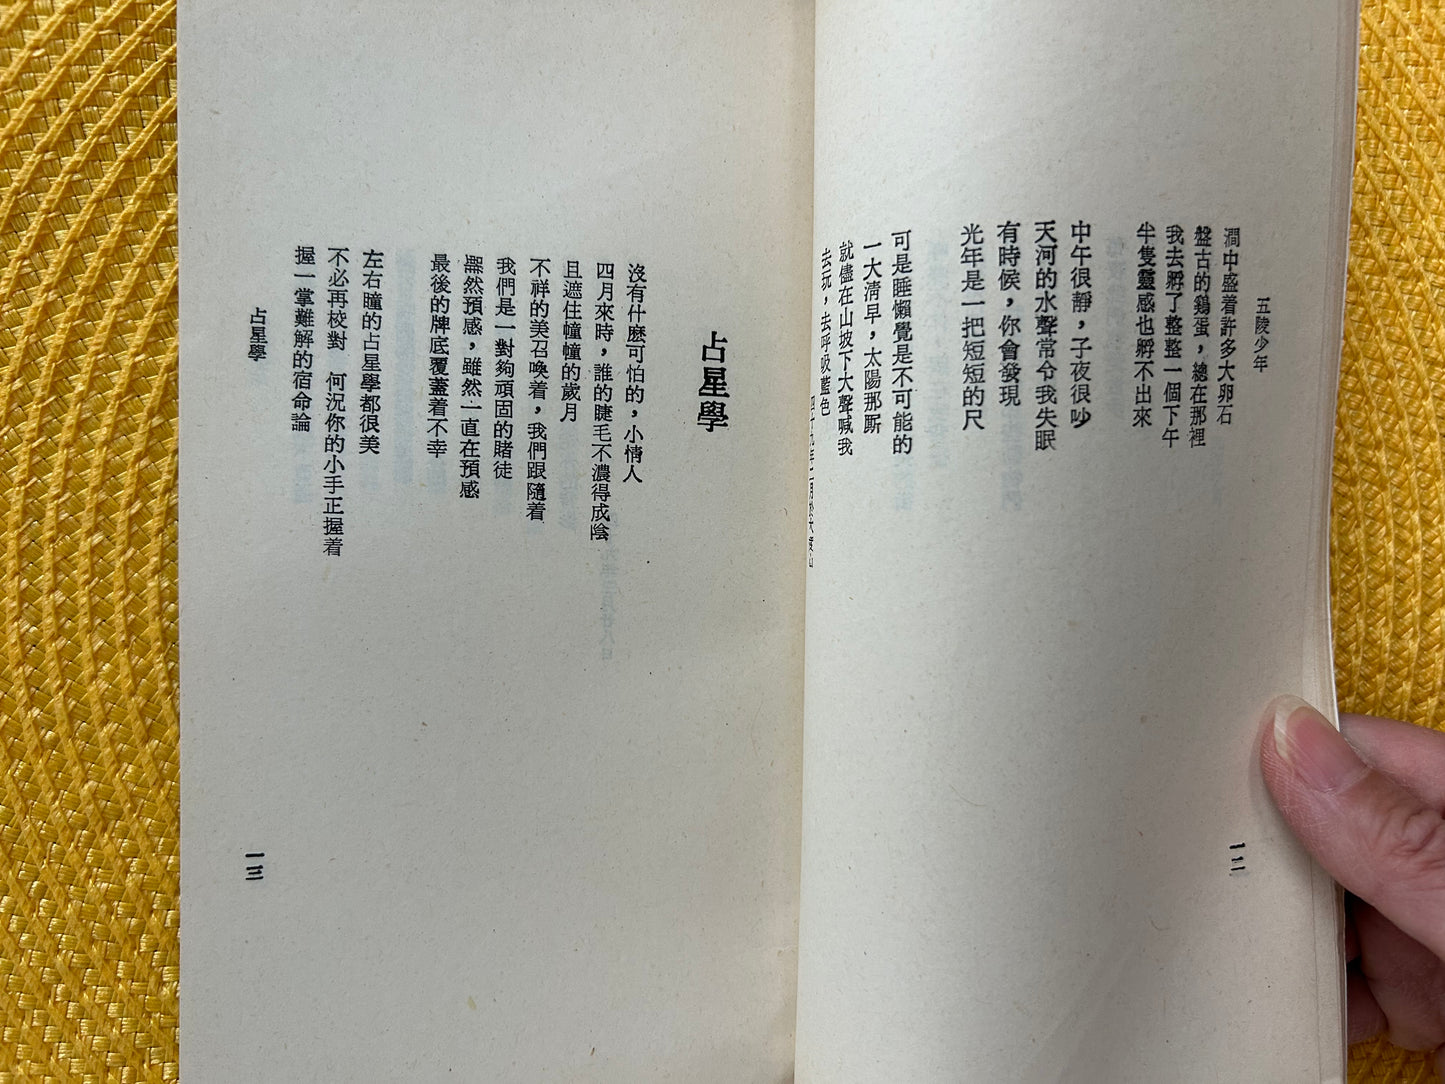 五陵少年
澗中盛着許多大卵石
盤古的鷄蛋，總在那裡
我去孵了整整一個下午
半隻靈感也孵不出來
中午很靜，子夜很吵
天河的水聲常令我失眠
有時候，你會發現
光年是一把短短的尺
可是睡懶覺是不可能的
一大淸早，太陽那厮
就儘在山坡下大聲喊我
去玩，去呼吸藍色
一二
占星學
沒有什麼可怕的，小情人
四月來時，誰的睫毛不濃得成陰
且遮住幢幢的歲月
不祥的美召喚着，我們跟隨着
我們是一對夠頑固的賭徒
雖然一直在預感
最後的牌底覆蓋着不幸
左右瞳的占星學都很美
不必再校對　何況你的小手正握着
握一掌難解的宿命論
占星學
一三